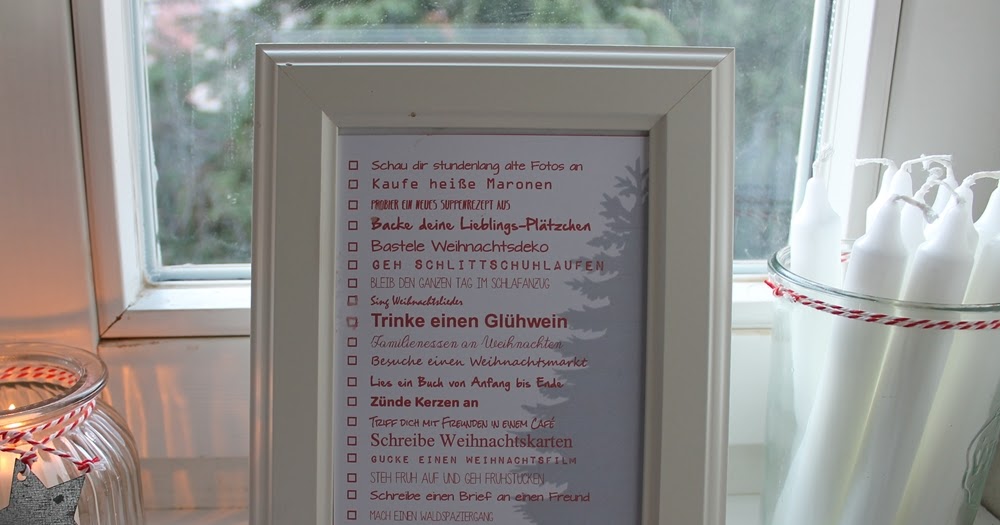 Schau dir stundenlang alte Fotos an
Kaufe heiße Maronen
PROBIER EIN NEUES SUPPENREZEPT AUS
Backe deine Lieblings-Plätzchen
Bastele Weihnachtsdeko
GEH SCHLITTSCHUHLAUFEN
BLEIB DEN GANZEN TAG IM SCHLAFANZUG
Sing Weihnachtslieder
Trinke einen Glühwein
Familienessen an Weihnachten
Besuche einen Weihnachtsmarkt
Lies ein Buch von Anfang bis Ende
Zünde Kerzen an
TRIFF DICH MIT FREUNDEN IN EINEM CAFÉ
Schreibe Weihnachtskarten
GUCKE EINEN WEIHNACHTSFILM
STEH FRÜH AUF UND GEH FRÜHSTÜCKEN
Schreibe einen Brief an einen Freund
MACH EINEN WALDSPAZIERGANG